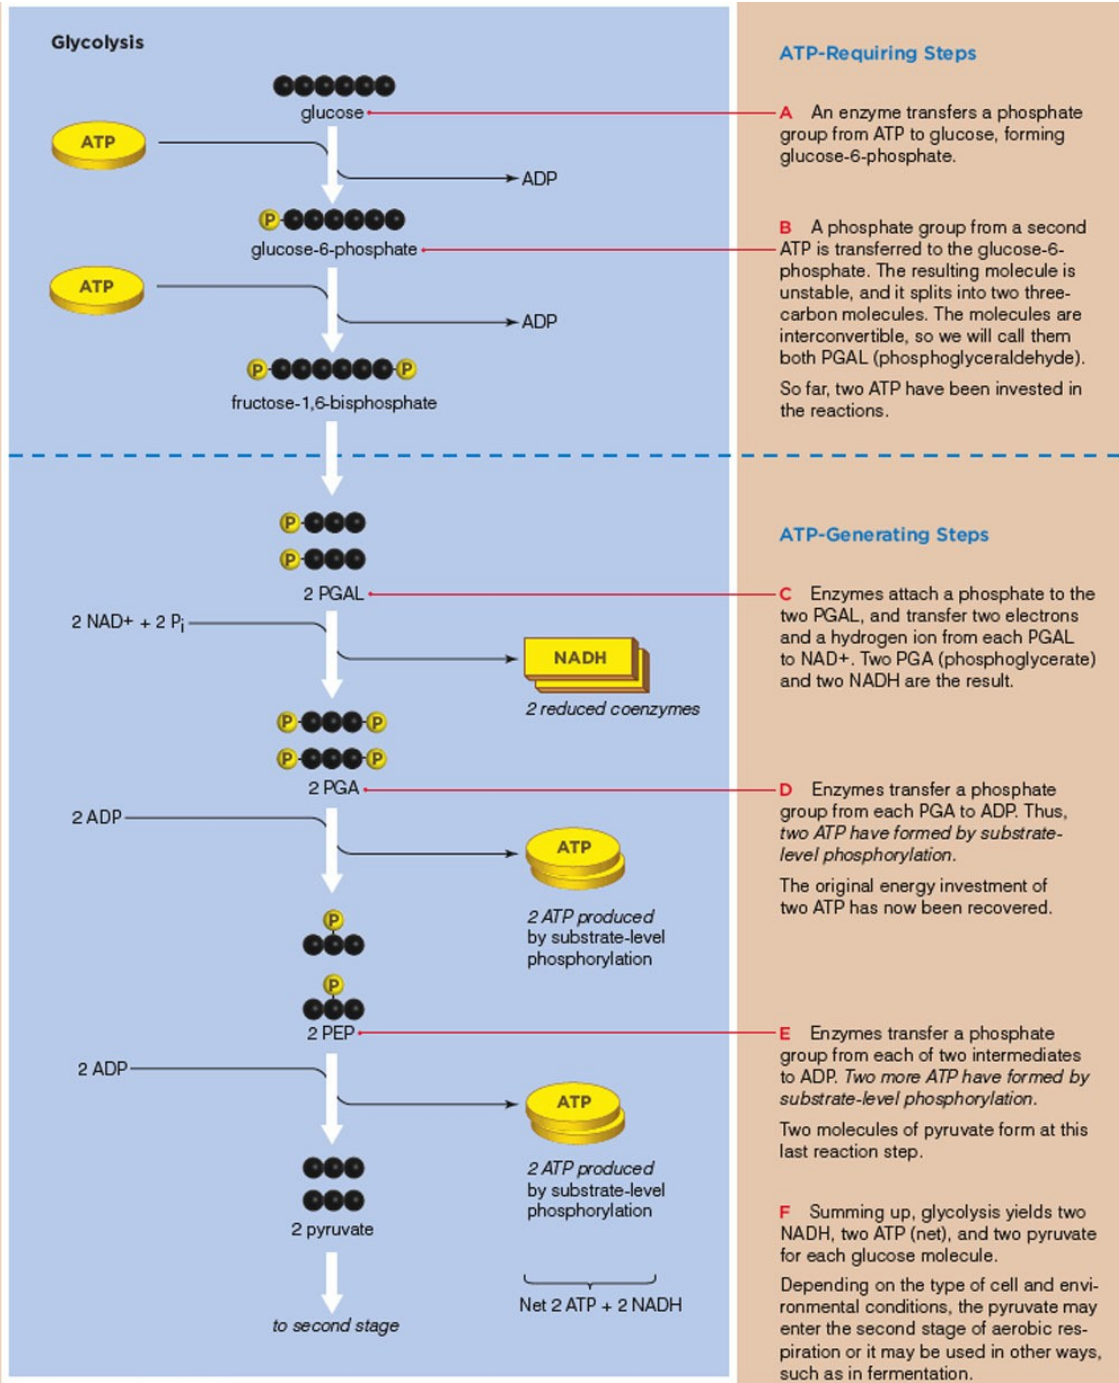 Glycolysis
glucose
ATP
ADP
P
glucose-6-phosphate
ATP
ADP
P
P
fructose-1,6-bisphosphate
P
P
2 PGAL
2 NAD+ + 2 Pi
NADH
2 reduced coenzymes
P
P
P
P
2 PGA
2 ADP
ATP
2 ATP produced
by substrate-level
phosphorylation
P
P
2 PEP
2 ADP
ATP
2 ATP produced
by substrate-level
phosphorylation
2 pyruvate
Net 2 ATP + 2 NADH
to second stage
ATP-Requiring Steps
A An enzyme transfers a phosphate
group from ATP to glucose, forming
glucose-6-phosphate.
B A phosphate group from a second
ATP is transferred to the glucose-6-
phosphate. The resulting molecule is
unstable, and it splits into two three-
carbon molecules. The molecules are
interconvertible, so we will call them
both PGAL (phosphoglyceraldehyde).
So far, two ATP have been invested in
the reactions.
ATP-Generating Steps
C Enzymes attach a phosphate to the
two PGAL, and transfer two electrons
and a hydrogen ion from each PGAL
to NAD+. Two PGA (phosphoglycerate)
and two NADH are the result.
D Enzymes transfer a phosphate
group from each PGA to ADP. Thus,
two ATP have formed by substrate-
level phosphorylation.
The original energy investment of
two ATP has now been recovered.
E Enzymes transfer a phosphate
group from each of two intermediates
to ADP. Two more ATP have formed by
substrate-level phosphorylation.
Two molecules of pyruvate form at this
last reaction step.
F Summing up, glycolysis yields two
NADH, two ATP (net), and two pyruvate
for each glucose molecule.
Depending on the type of cell and envi-
ronmental conditions, the pyruvate may
enter the second stage of aerobic res-
piration or it may be used in other ways,
such as in fermentation.